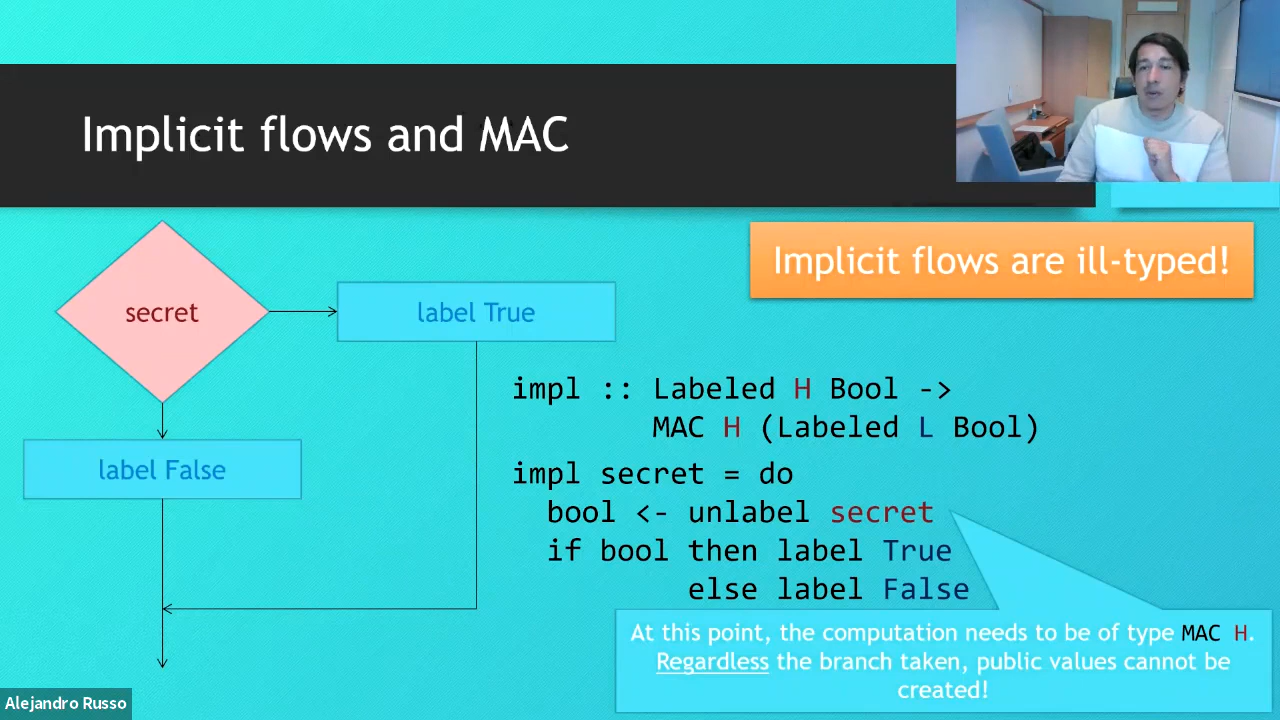 Implicit flows and MAC
Implicit flows are ill-typed!
secret
label True
label False
impl :: Labeled H Bool ->
MAC H (Labeled L Bool)
impl secret = do
bool <- unlabel secret
if bool then label True
else label False
At this point, the computation needs to be of type MAC H.
Regardless the branch taken, public values cannot be
created!
Alejandro Russo